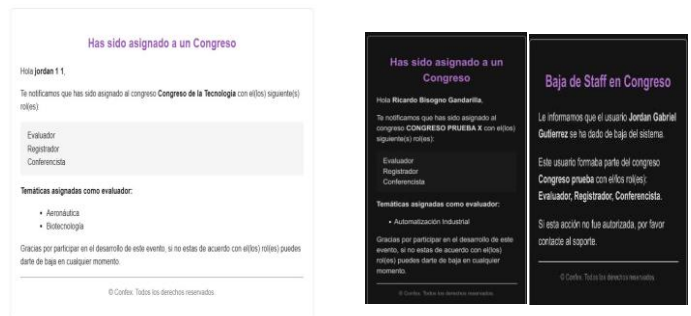 Has sido asignado a un Congreso
Hola jordan 1 1,
Te notificamos que has sido asignado al congreso Congreso de la Tecnología con el(los) siguiente(s)
rol(es):
Evaluador
Registrador
Conferencista
Temáticas asignadas como evaluador:
• Aeronáutica
• Biotecnología
Gracias por participar en el desarrollo de este evento, si no estas de acuerdo con el(los) rol(es) puedes
darte de baja en cualquier momento.
© Confex. Todos los derechos reservados.
Has sido asignado a un
Congreso
Hola Ricardo Bisogno Gandarilla,
Te notificamos que has sido asignado al
congreso CONGRESO PRUEBA X con el(los)
siguiente(s) rol(es):
Evaluador
Registrador
Conferencista
Temáticas asignadas como evaluador:
• Automatización Industrial
Gracias por participar en el desarrollo de este
evento, si no estas de acuerdo con el(los)
rol(es) puedes darte de baja en cualquier
momento.
© Confex. Todos los derechos reservados.
Baja de Staff en Congreso
Le informamos que el usuario Jordan Gabriel
Gutierrez se ha dado de baja del sistema.
Este usuario formaba parte del congreso
Congreso prueba con el/los rol(es):
Evaluador, Registrador, Conferencista.
Si esta acción no fue autorizada, por favor
contacte al soporte.
© Confex. Todos los derechos reservados.